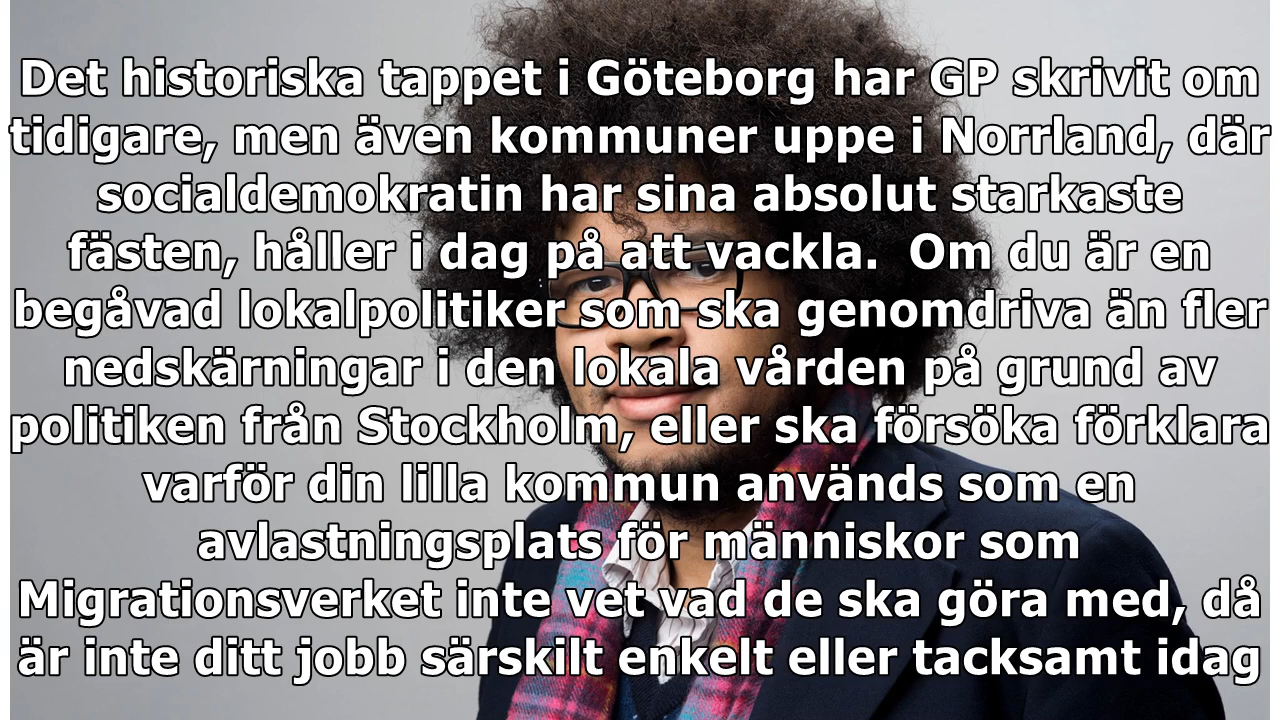 Det historiska tappet i Göteborg har GP skrivit om
tidigare, men även kommuner uppe i Norrland, där
socialdemokratin har sina absolut starkaste
fästen, håller i dag på att vackla.  Om du är en
begåvad lokalpolitiker som ska genomdriva än fler
nedskärningar i den lokala vården på grund av
politiken från Stockholm, eller ska försöka förklara
varför din lilla kommun används som en
avlastningsplats för människor som
Migrationsverket inte vet vad de ska göra med, då
är inte ditt jobb särskilt enkelt eller tacksamt idag